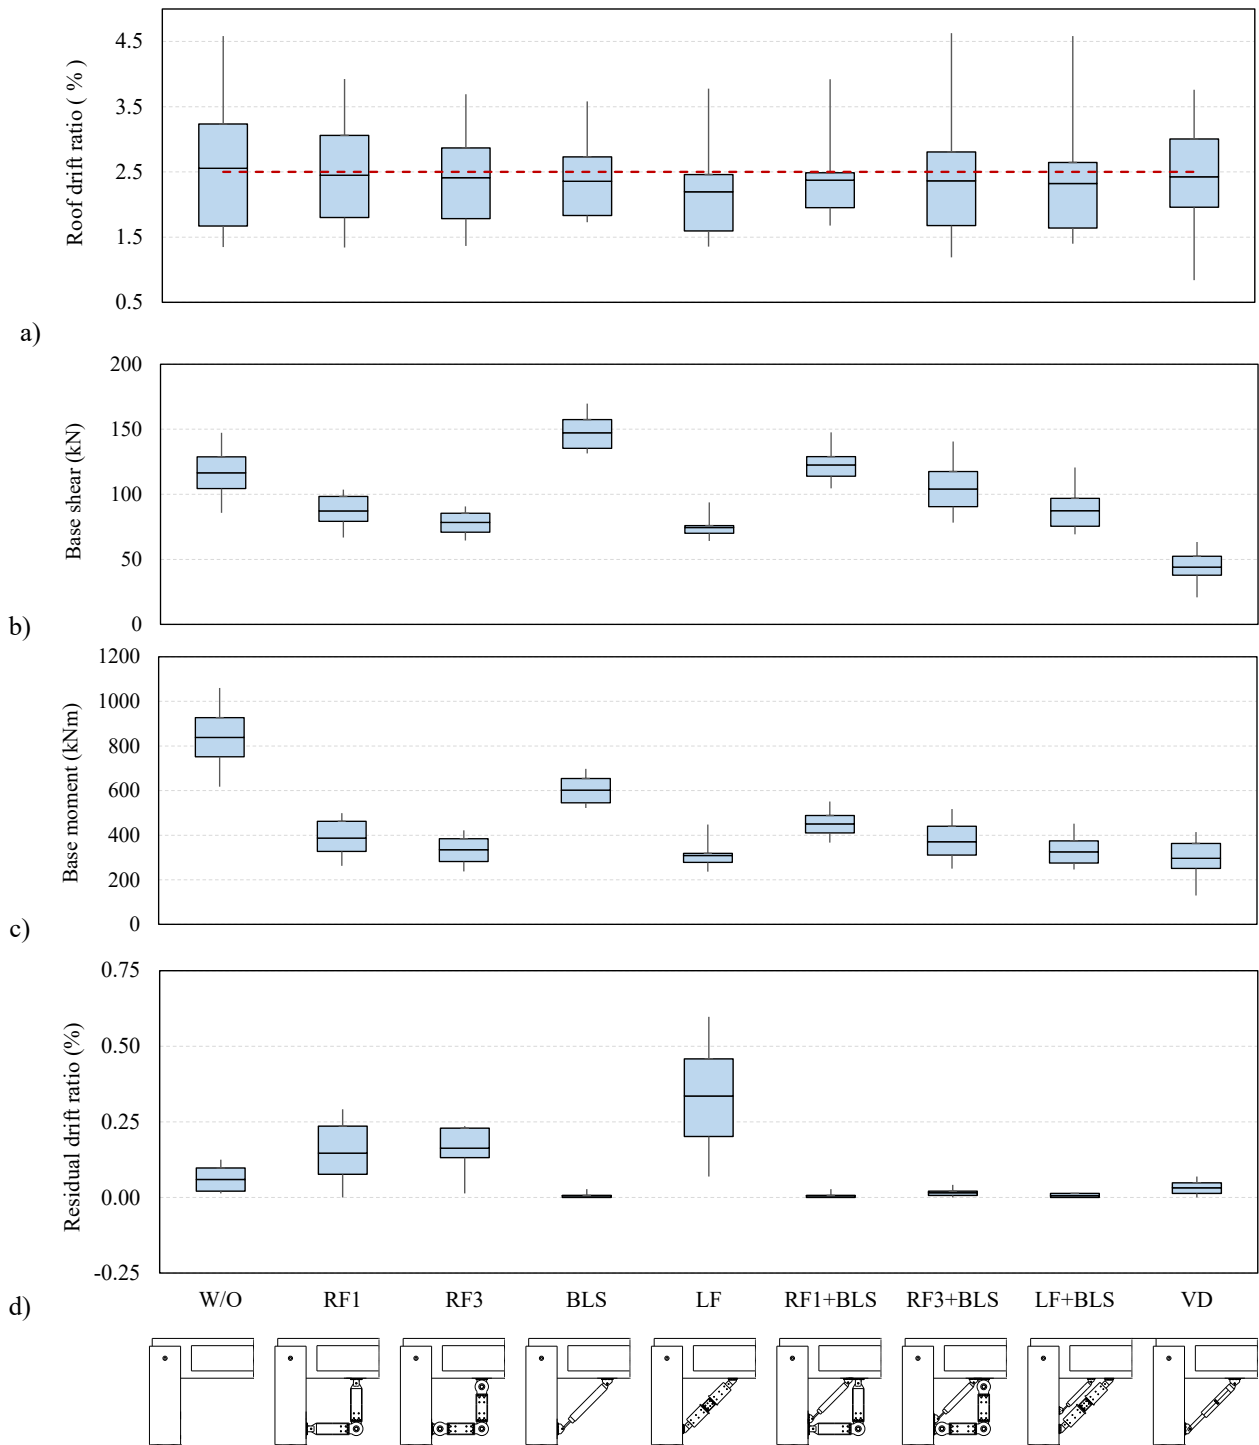 Roof drift ratio ( %)
4.5
3.5
2.5
1.5
0.5
a)
Base shear (kN)
200
150
100
50
0
b)
Base moment (kNm)
1200
1000
800
600
400
200
0
c)
Residual drift ratio (%)
0.75
0.50
0.25
0.00
-0.25
d)
W/O RF1 RF3 BLS LF RF1+BLS RF3+BLS LF+BLS VD